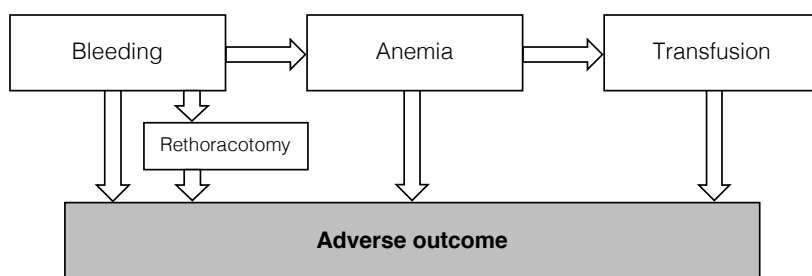 Bleeding
Anemia
Transfusion
Rethoracotomy
Adverse outcome